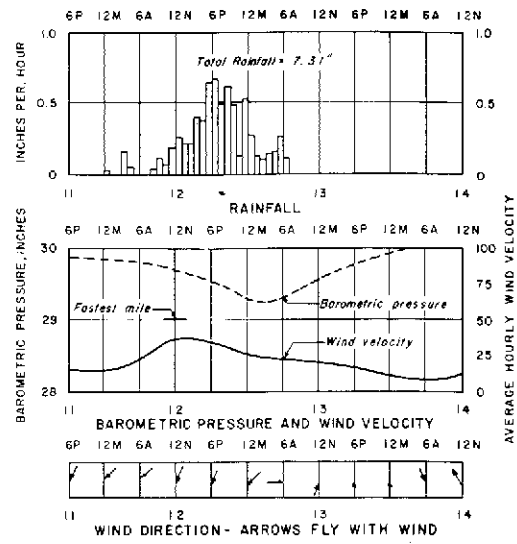 6P 12M 6A 12N 6P 12M 6A 12N 6P 12M 6A 12N
INCHES PER. HOUR
1.0 1.0
Total Rainfall= 7.31"
0.5 0.5
0 0
11 12 13 14
RAINFALL
6P 12M 6A 12N 6P 12M 6A 12N 6P 12M 6A 12N
BAROMETRIC PRESSURE, INCHES
AVERAGE HOURLY WIND VELOCITY
30 100
75
Fastest mile
Barometric pressure
29 50
Wind velocity
25
28 0
11 12 13 14
BAROMETRIC PRESSURE AND WIND VELOCITY
6P 12M 6A 12N 6P 12M 6A 12N 6P 12M 6A 12N
11 12 13 14
WIND DIRECTION - ARROWS FLY WITH WIND